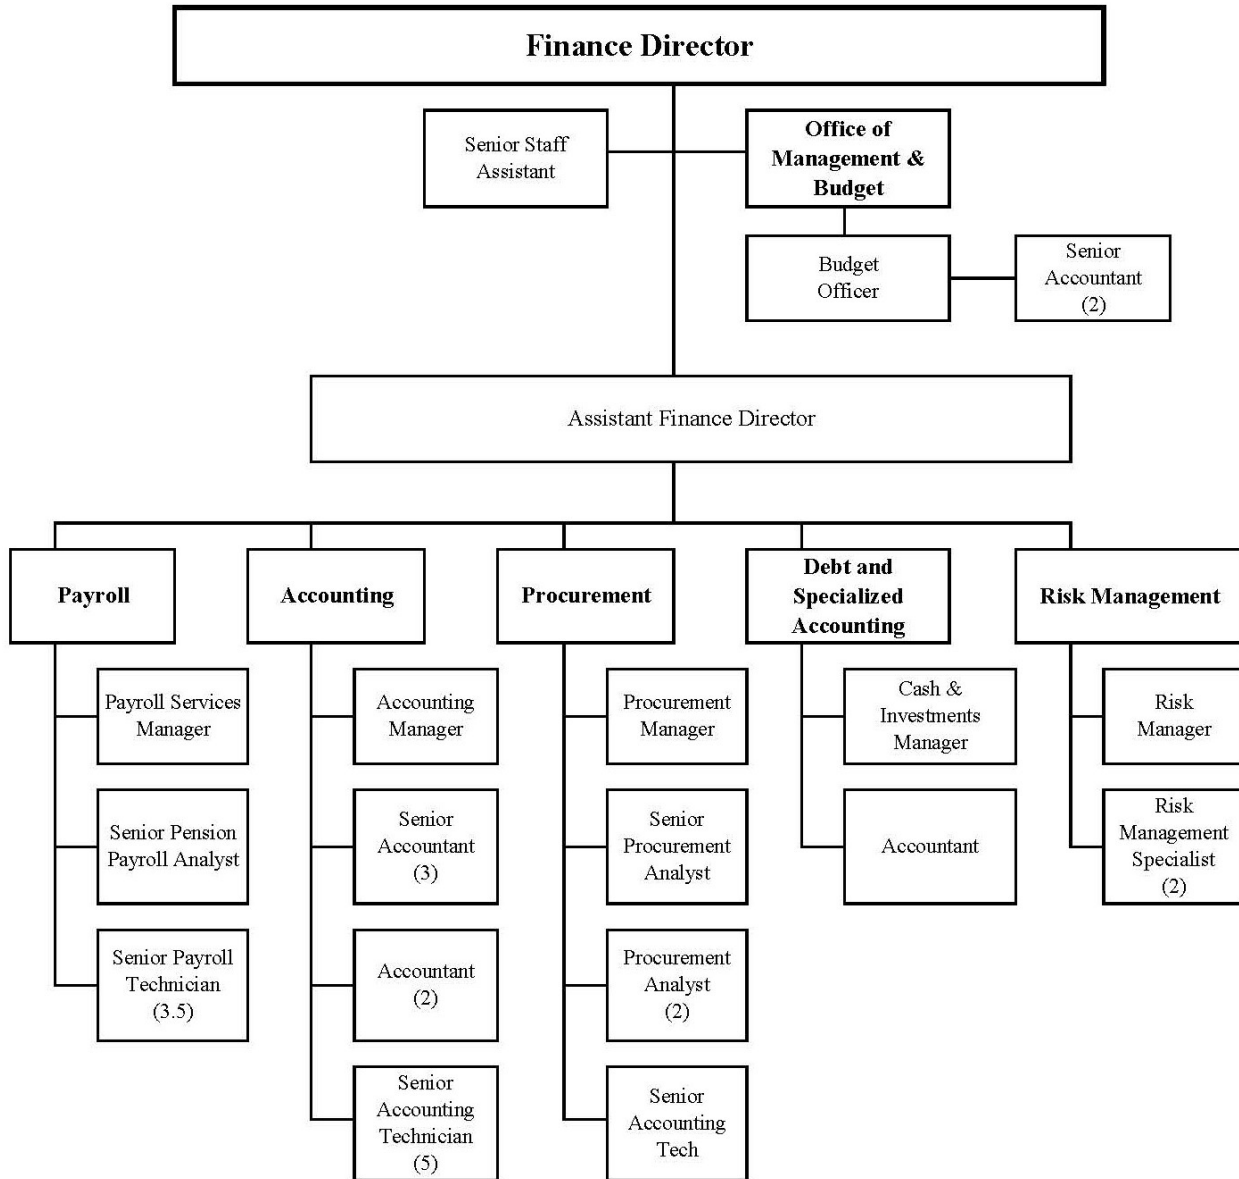 Finance Director
Senior Staff
Assistant
Office of
Management &
Budget
Budget
Officer
Senior
Accountant
(2)
Assistant Finance Director
Payroll
Accounting
Procurement
Debt and
Specialized
Accounting
Risk Management
Payroll Services
Manager
Senior Pension
Payroll Analyst
Senior Payroll
Technician
(3.5)
Accounting
Manager
Senior
Accountant
(3)
Accountant
(2)
Senior
Accounting
Technician
(5)
Procurement
Manager
Senior
Procurement
Analyst
Procurement
Analyst
(2)
Senior
Accounting
Tech
Cash &
Investments
Manager
Accountant
Risk
Manager
Risk
Management
Specialist
(2)